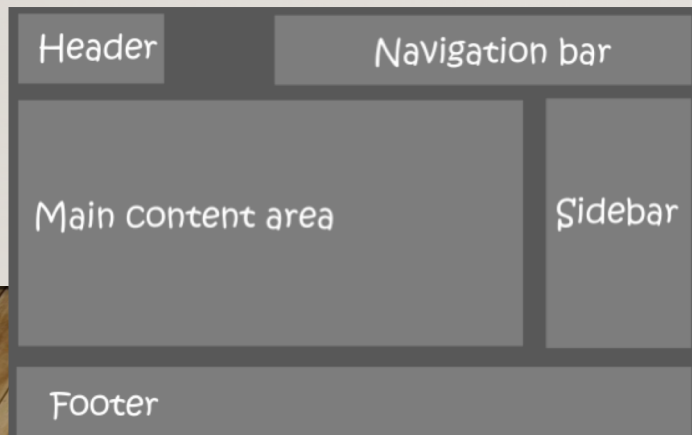 Header
Navigation bar
Main content area
Sidebar
Footer